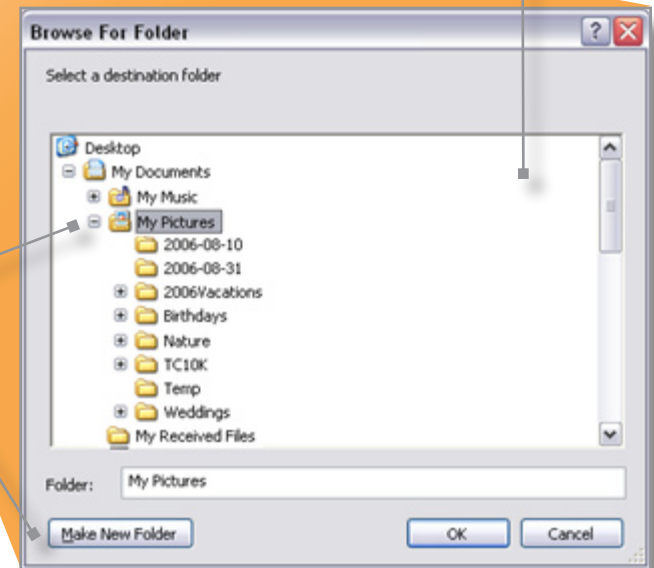 Browse For Folder
Select a destination folder
Desktop
My Documents
My Music
My Pictures
2006-08-10
2006-08-31
2006Vacations
Birthdays
Nature
TC10K
Temp
Weddings
My Received Files
Folder: My Pictures
Make New Folder OK Cancel